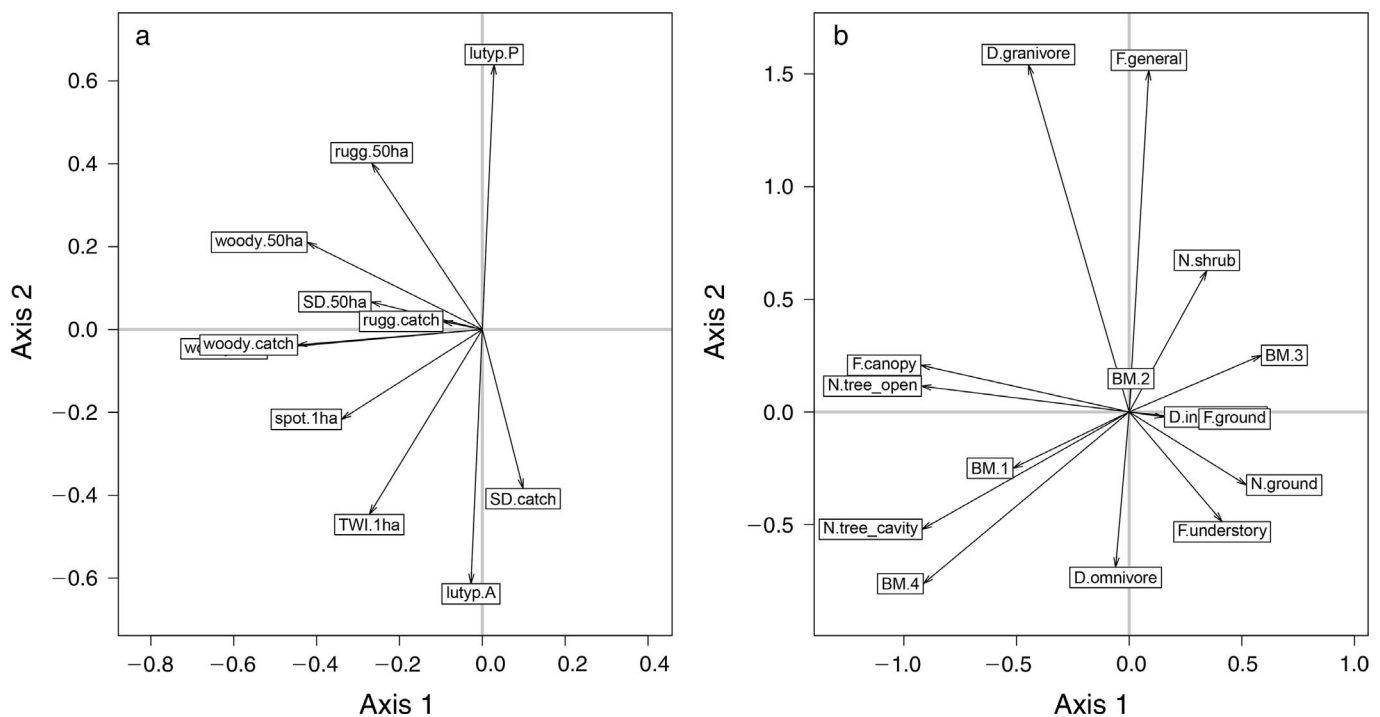 a
lutyp.P
rugg.50ha
woody.50ha
SD.50ha
rugg.catch
woody.catch
spot.1ha
TWI.1ha
SD.catch
lutyp.A
0.6
0.4
0.2
0.0
−0.2
−0.4
−0.6
Axis 2
−0.8 −0.6 −0.4 −0.2 0.0 0.2 0.4
Axis 1
b
D.granivore
F.general
N.shrub
BM.3
F.canopy
BM.2
N.tree_open
F.ground
BM.1
N.ground
N.tree_cavity
F.understory
BM.4
D.omnivore
1.5
1.0
0.5
0.0
−0.5
Axis 2
−1.0 −0.5 0.0 0.5 1.0
Axis 1